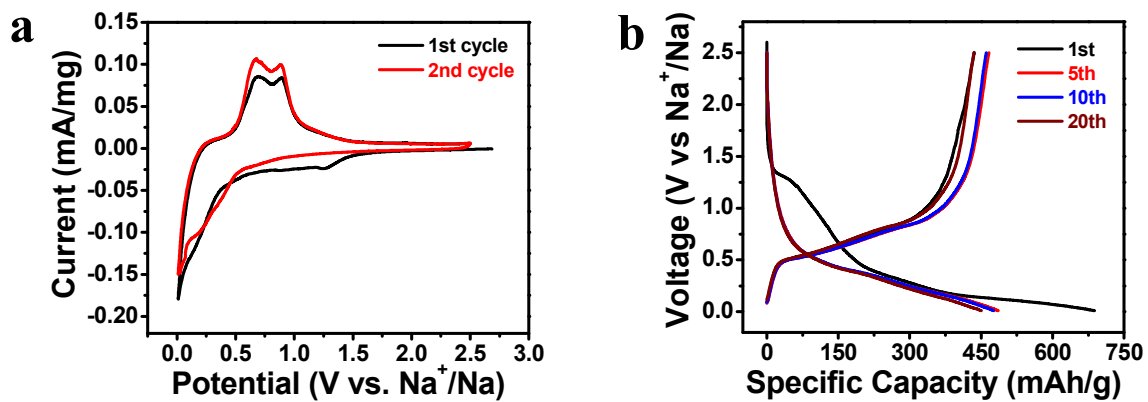 a
0.15
0.10
0.05
0.00
-0.05
-0.10
-0.15
-0.20
Current (mA/mg)
1st cycle
2nd cycle
0.0 0.5 1.0 1.5 2.0 2.5 3.0
Potential (V vs. Na⁺/Na)
b
2.5
2.0
1.5
1.0
0.5
0.0
Voltage (V vs Na⁺/Na)
1st
5th
10th
20th
0 150 300 450 600 750
Specific Capacity (mAh/g)